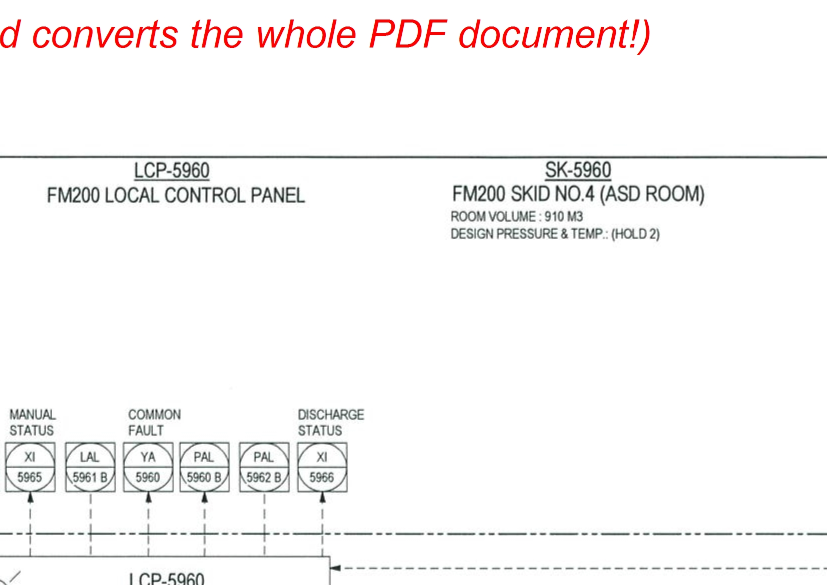 d converts the whole PDF document!)
LCP-5960
FM200 LOCAL CONTROL PANEL
SK-5960
FM200 SKID NO.4 (ASD ROOM)
ROOM VOLUME : 910 M3
DESIGN PRESSURE & TEMP.: (HOLD 2)
MANUAL
STATUS
COMMON
FAULT
DISCHARGE
STATUS
XI
5965
LAL
5961 B
YA
5960
PAL
5960 B
PAL
5962 B
XI
5966
LCP-5960